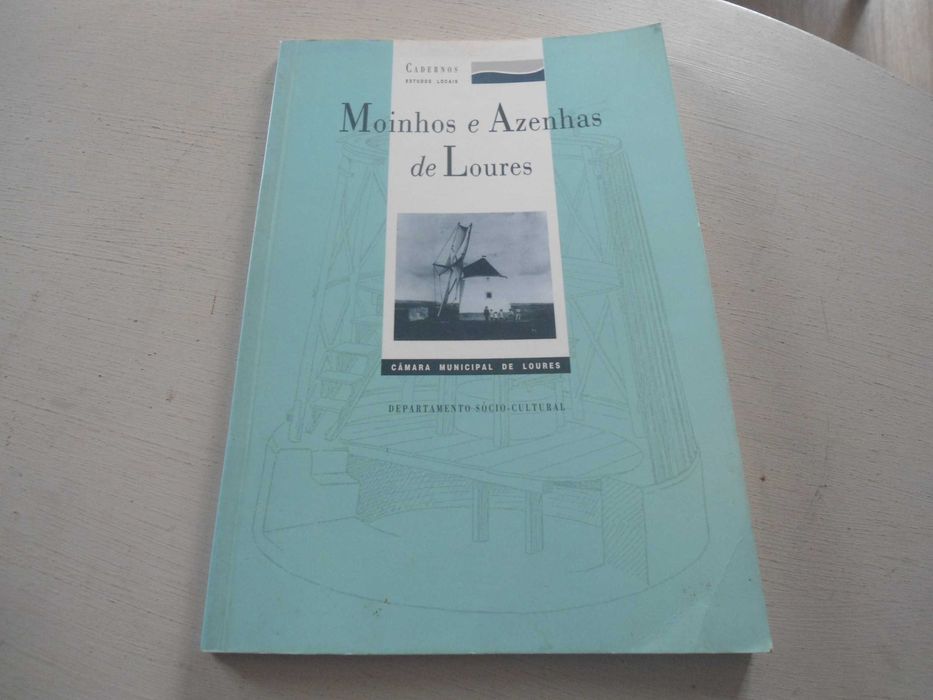 CADERNOS
ESTUDOS LOCAIS
Moinhos e Azenhas
de Loures
CÂMARA MUNICIPAL DE LOURES
DEPARTAMENTO SÓCIO-CULTURAL